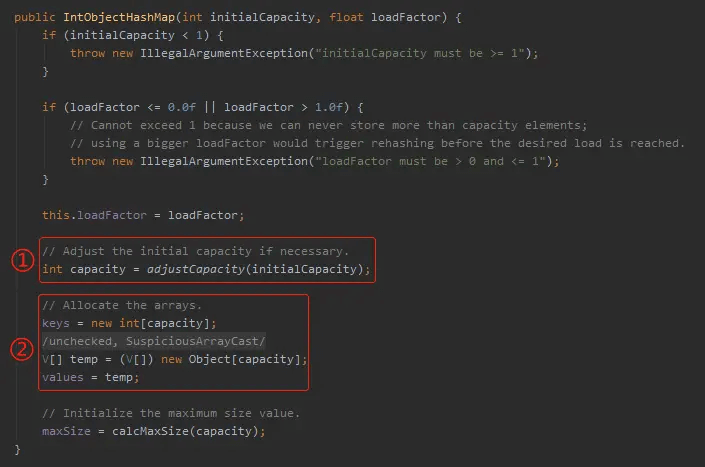 public IntObjectHashMap(int initialCapacity, float loadFactor) {
if (initialCapacity < 1) {
throw new IllegalArgumentException("initialCapacity must be >= 1");
}
if (loadFactor <= 0.0f || loadFactor > 1.0f) {
// Cannot exceed 1 because we can never store more than capacity elements;
// using a bigger loadFactor would trigger rehashing before the desired load is reached.
throw new IllegalArgumentException("loadFactor must be > 0 and <= 1");
}
this.loadFactor = loadFactor;
① // Adjust the initial capacity if necessary.
int capacity = adjustCapacity(initialCapacity);
② // Allocate the arrays.
keys = new int[capacity];
/unchecked, SuspiciousArrayCast/
V[] temp = (V[]) new Object[capacity];
values = temp;
// Initialize the maximum size value.
maxSize = calcMaxSize(capacity);
}